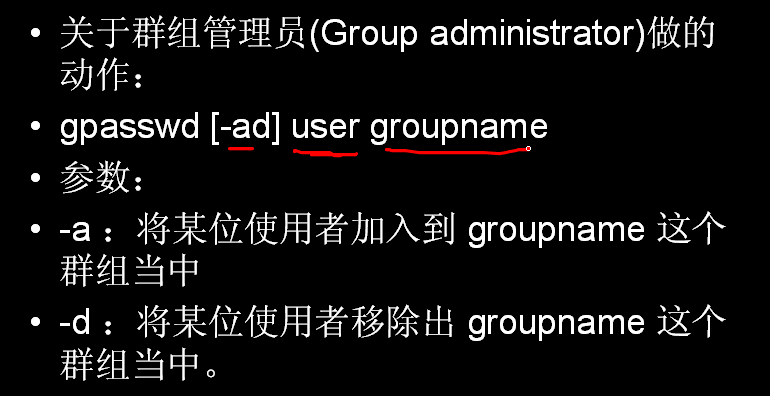 • 关于群组管理员(Group administrator)做的
动作：
• gpasswd [-ad] user groupname
• 参数：
• -a ：将某位使用者加入到 groupname 这个
群组当中
• -d ：将某位使用者移除出 groupname 这个
群组当中。